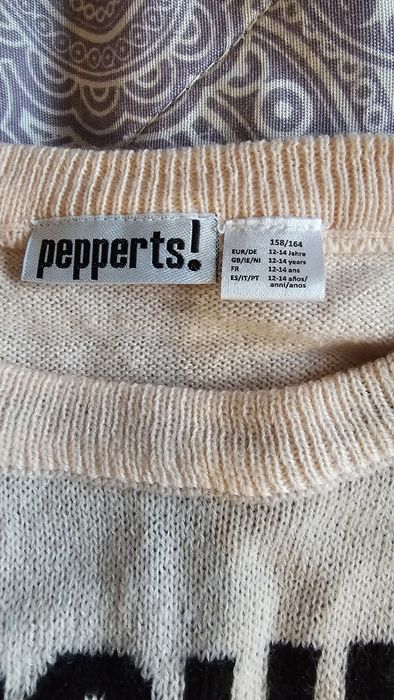 pepperts!
158/164
EUR/DE 12-14 Jahre
GB/IE/NI 12-14 years
FR 12-14 ans
ES/IT/PT 12-14 años/
anni/anos